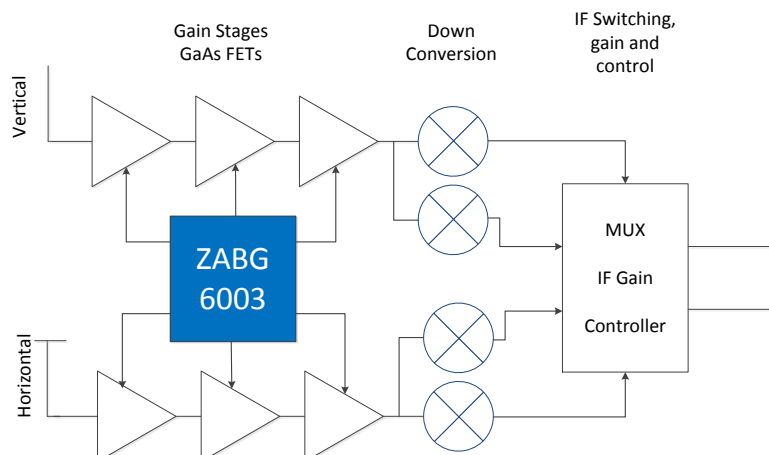 Gain Stages
GaAs FETs
Down
Conversion
IF Switching,
gain and
control
Vertical
ZABG
6003
MUX
IF Gain
Controller
Horizontal